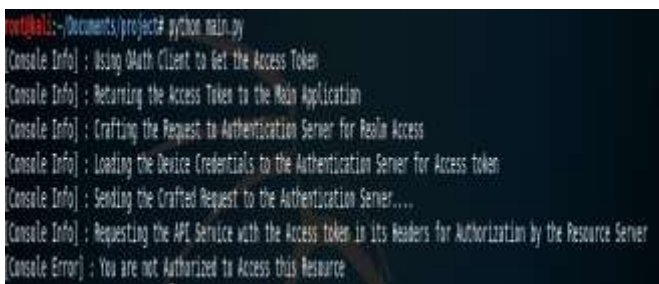 root@kali:~/Documents/project# python main.py
[Console Info] : Using OAuth Client to Get the Access Token
[Console Info] : Returning the Access Token to the Main Application
[Console Info] : Crafting the Request to Authentication Server for Realm Access
[Console Info] : Loading the Device Credentials to the Authentication Server for Access token
[Console Info] : Sending the Crafted Request to the Authentication Server....
[Console Info] : Requesting the API Service with the Access token in its Headers for Authorization by the Resource Server
[Console Error] : You are not Authorized to Access this Resource